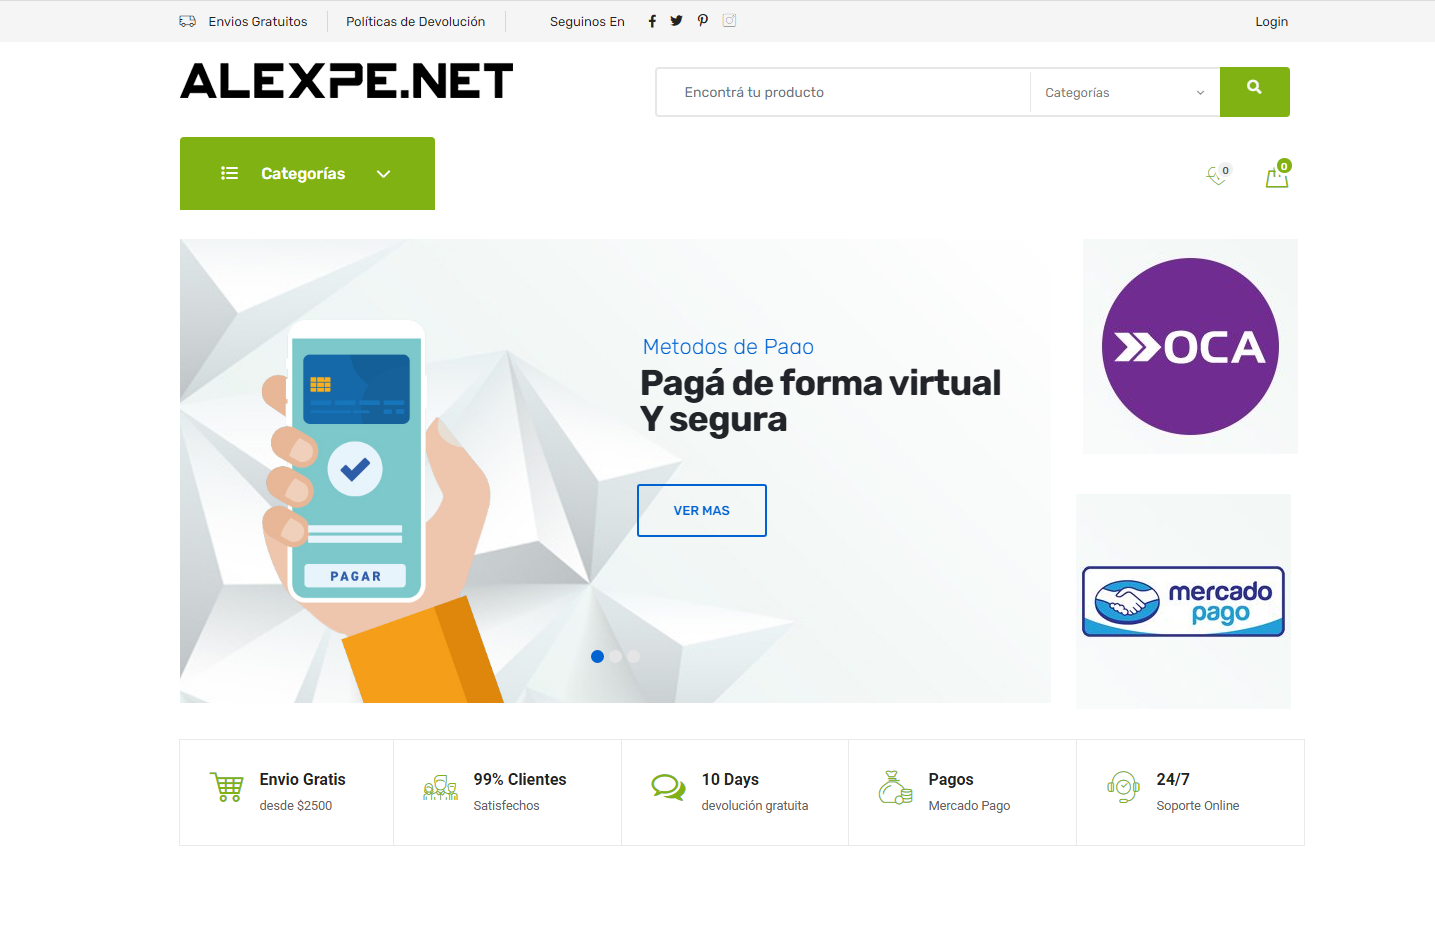 Envios Gratuitos
Políticas de Devolución
Seguinos En
Login
ALEXPE.NET
Encontrá tu producto
Categorías
Categorías
0
0
Metodos de Pago
Pagá de forma virtual
Y segura
VER MAS
PAGAR
OCA
mercado
pago
Envio Gratis
desde $2500
99% Clientes
Satisfechos
10 Days
devolución gratuita
Pagos
Mercado Pago
24/7
Soporte Online